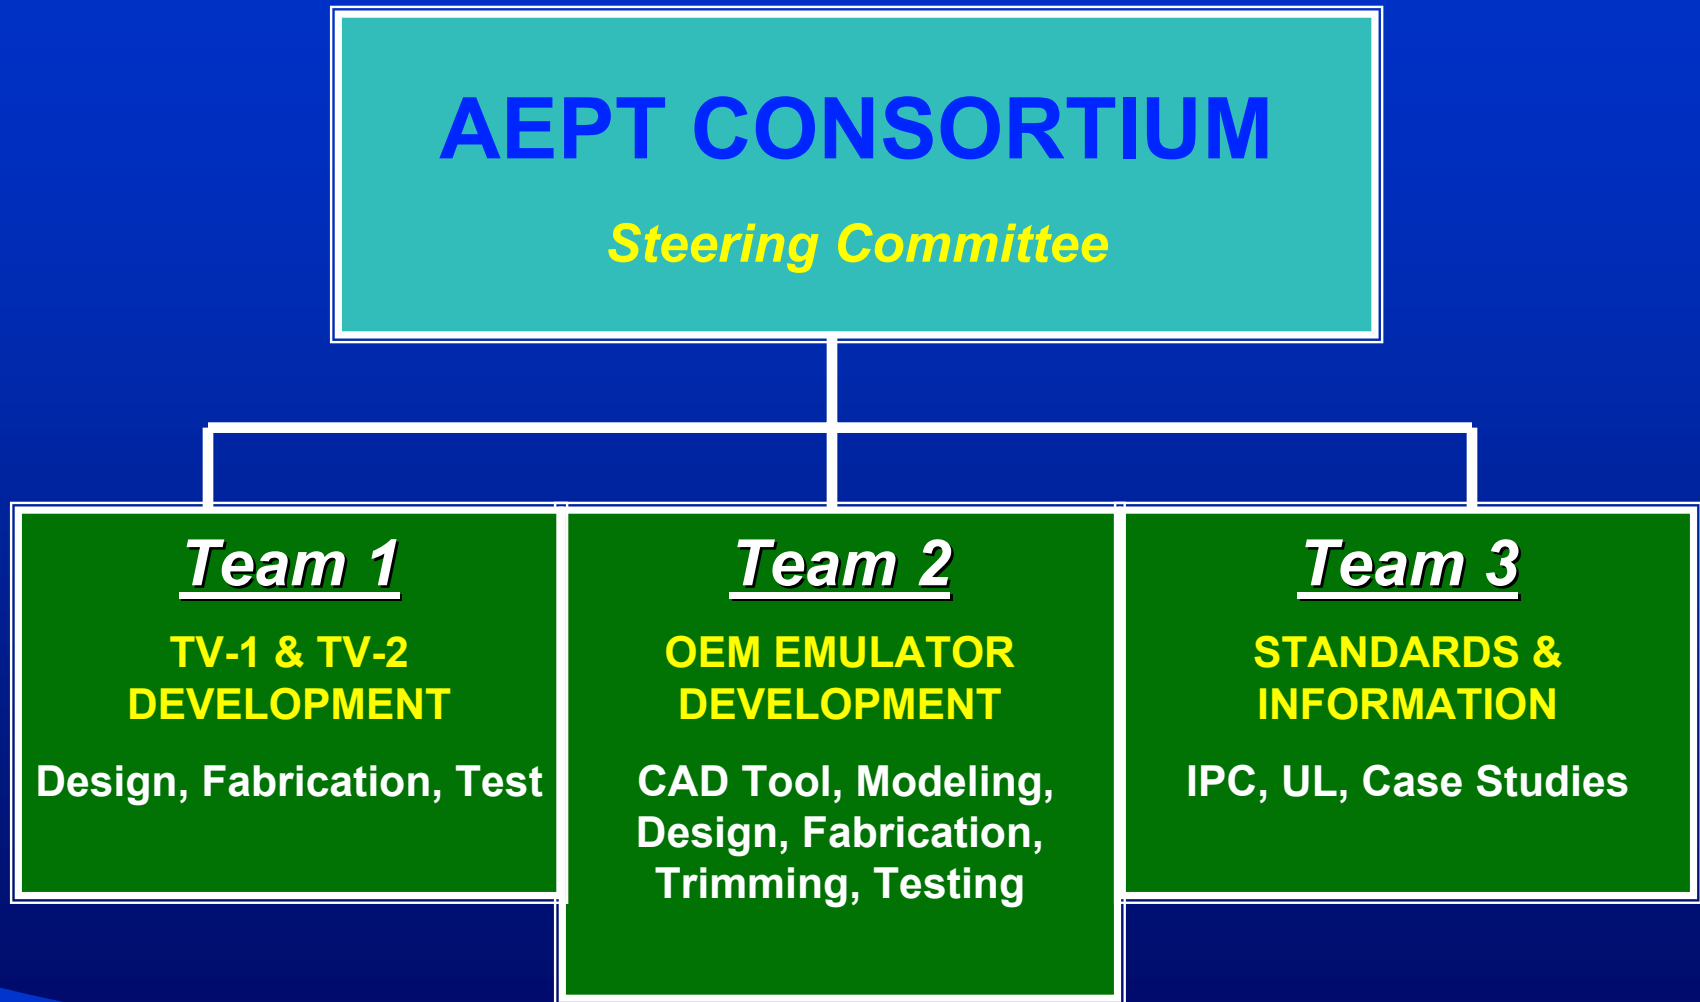 AEPT CONSORTIUM
Steering Committee
Team 1
TV-1 & TV-2
DEVELOPMENT
Design, Fabrication, Test
Team 2
OEM EMULATOR
DEVELOPMENT
CAD Tool, Modeling,
Design, Fabrication,
Trimming, Testing
Team 3
STANDARDS &
INFORMATION
IPC, UL, Case Studies